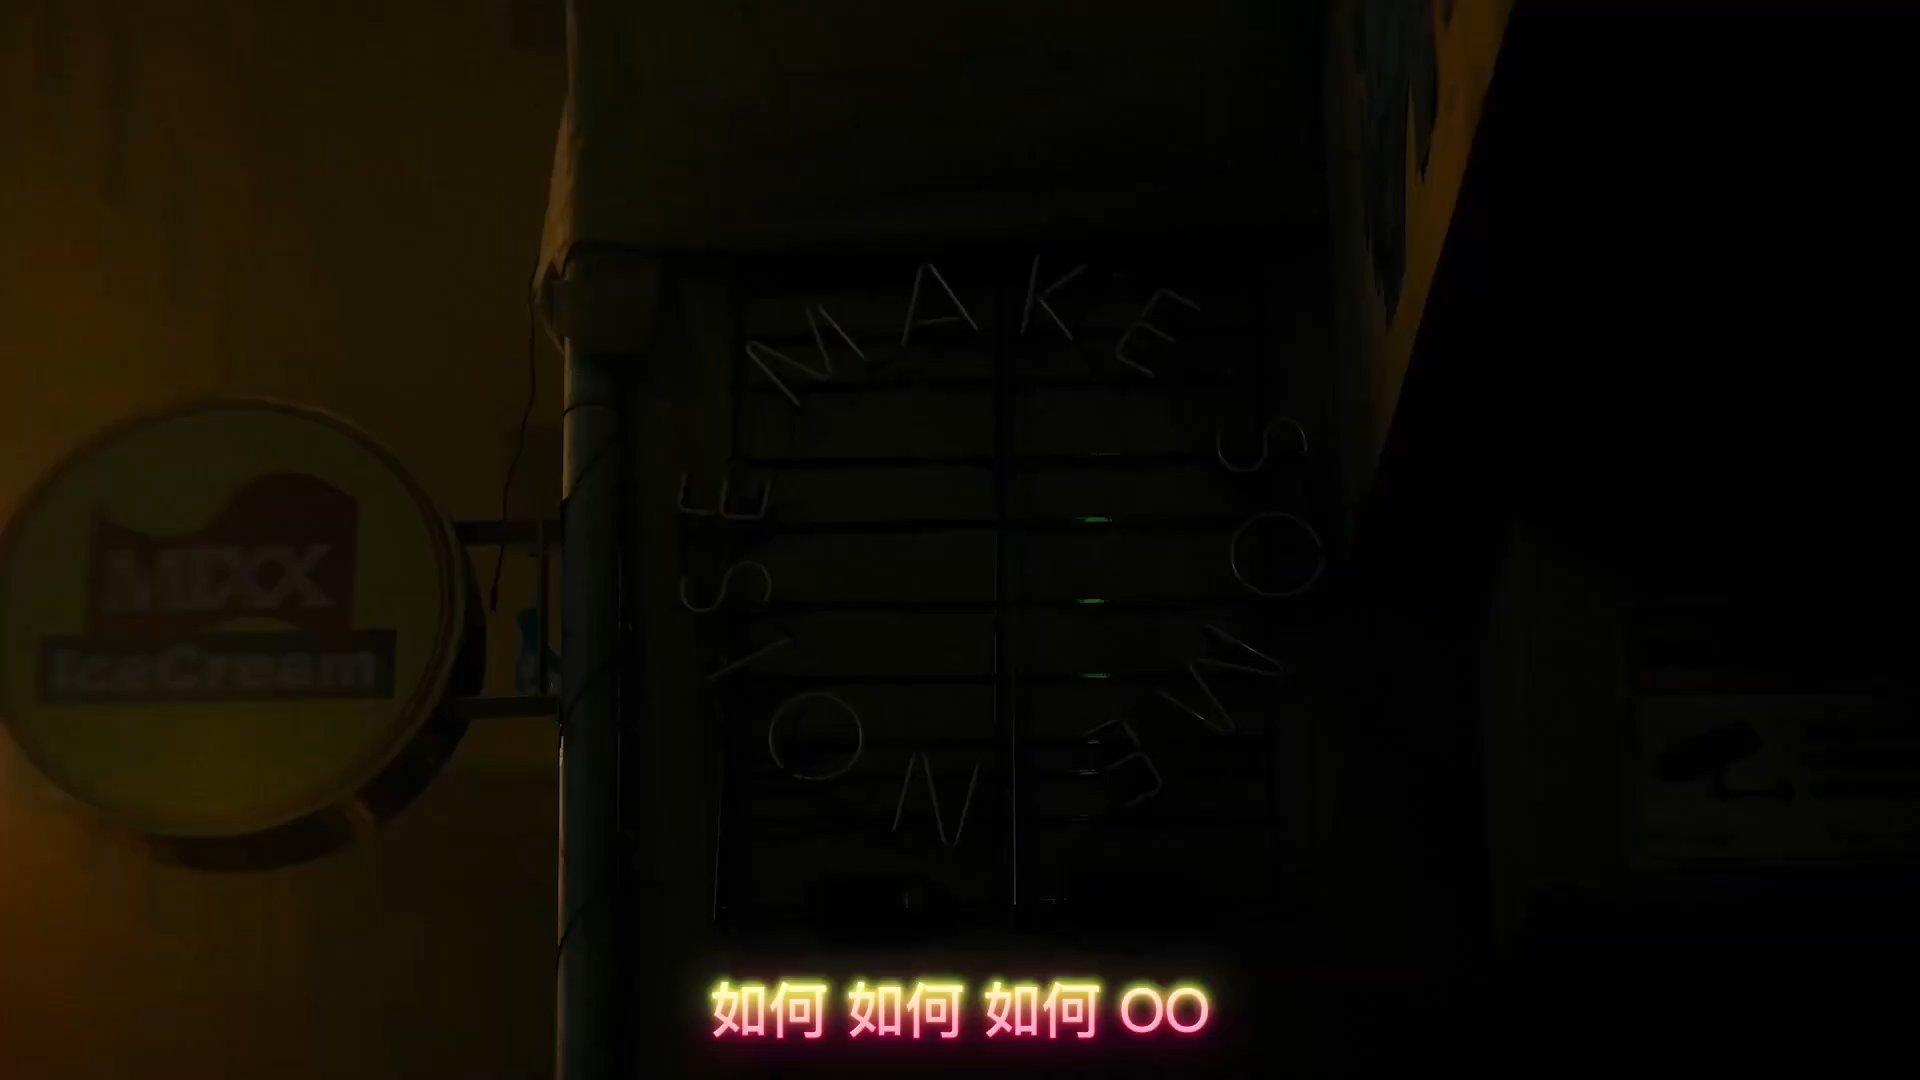 MAKE SOME NOISE
MIXX
IceCream
如何 如何 如何 OO